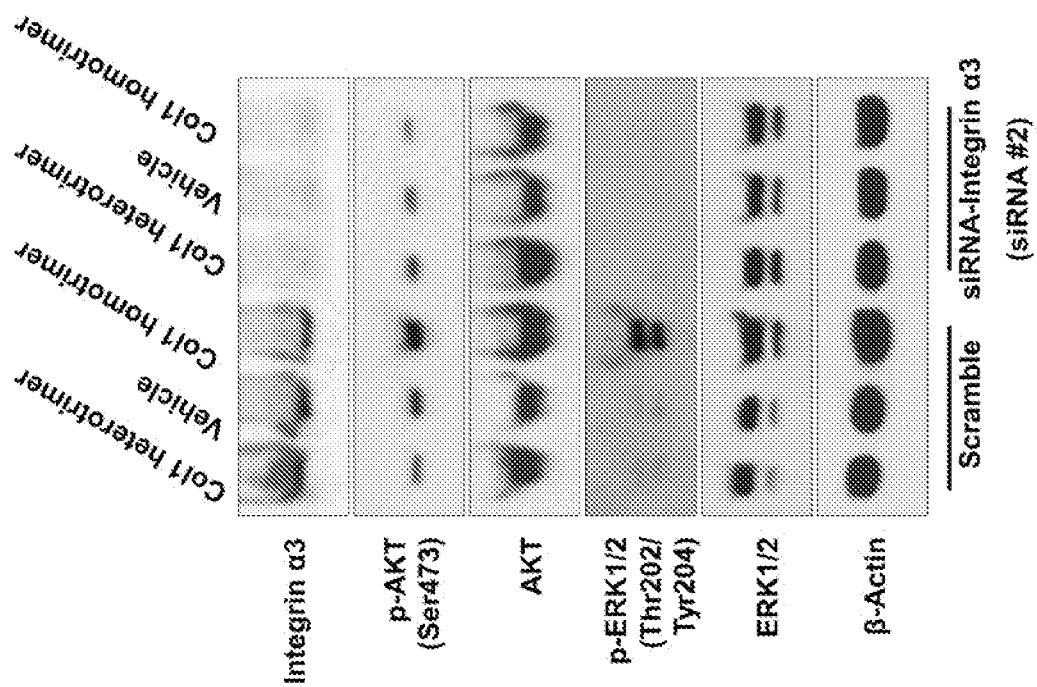 Col1 heterotrimer
Vehicle
Col1 homotrimer
Col1 heterotrimer
Vehicle
Col1 homotrimer
Integrin α3
p-AKT
(Ser473)
AKT
p-ERK1/2
(Thr202/
Tyr204)
ERK1/2
β-Actin
Scramble
siRNA-Integrin α3
(siRNA #2)